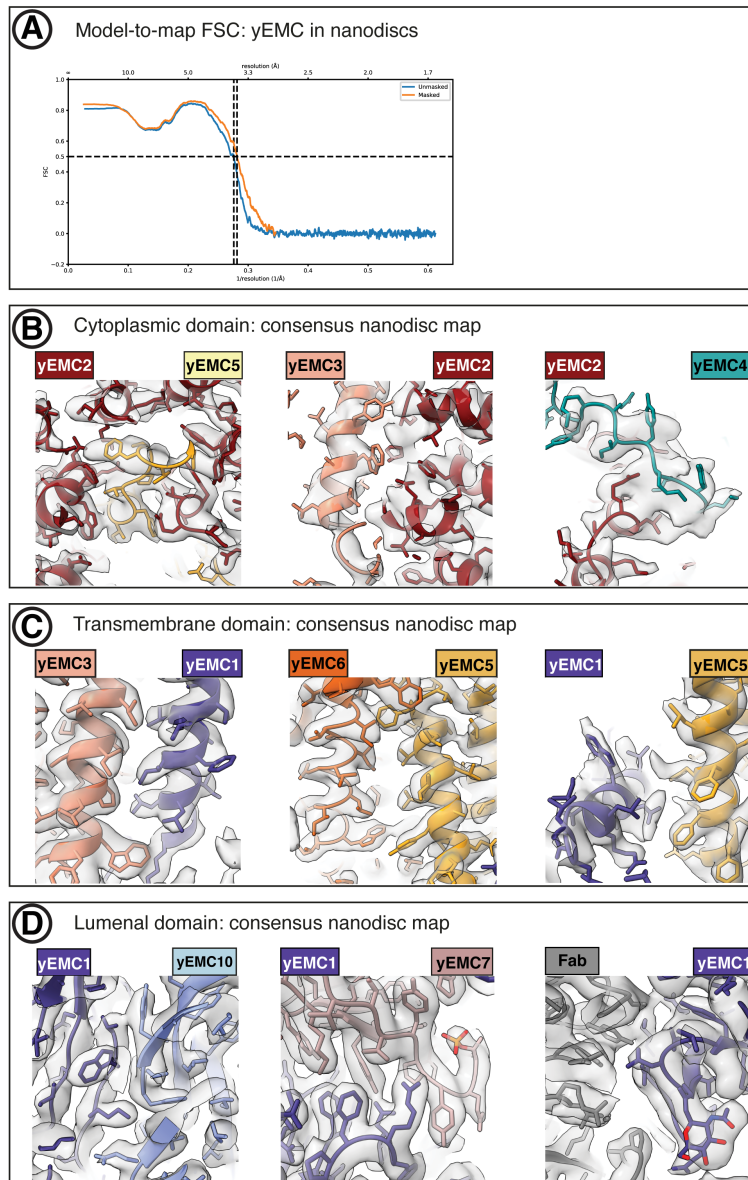 A Model-to-map FSC: yEMC in nanodiscs
resolution (Å)
∞ 10.0 5.0 3.3 2.5 2.0 1.7
1.0
0.8
0.6
0.5
0.4
0.2
0.0
−0.2
FSC
Unmasked
Masked
0.0 0.1 0.2 0.3 0.4 0.5 0.6
1/resolution (1/Å)
B Cytoplasmic domain: consensus nanodisc map
yEMC2 yEMC5 yEMC3 yEMC2 yEMC2 yEMC4
C Transmembrane domain: consensus nanodisc map
yEMC3 yEMC1 yEMC6 yEMC5 yEMC1 yEMC5
D Lumenal domain: consensus nanodisc map
yEMC1 yEMC10 yEMC1 yEMC7 Fab yEMC1